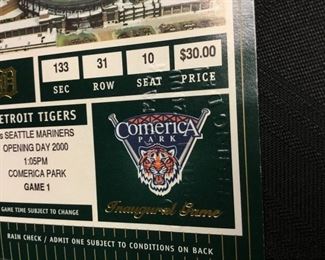 133 31 10 $30.00
SEC ROW SEAT PRICE
DETROIT TIGERS
s SEATTLE MARINERS
OPENING DAY 2000
1:05PM
COMERICA PARK
GAME 1
GAME TIME SUBJECT TO CHANGE
COMERICA
PARK
Inaugural Game
RAIN CHECK / ADMIT ONE SUBJECT TO CONDITIONS ON BACK